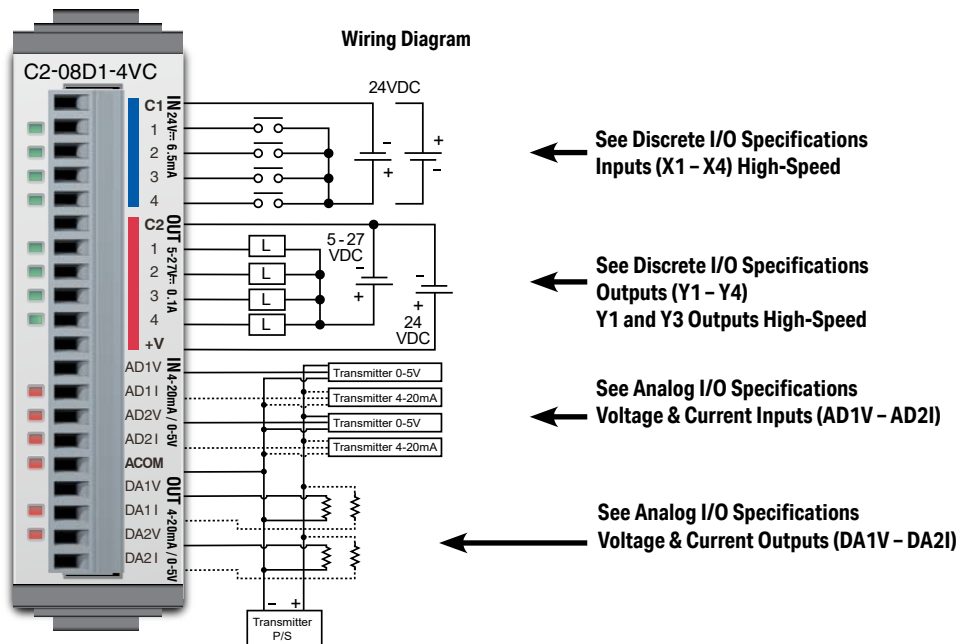 Wiring Diagram
C2-08D1-4VC
C1
1
2
3
4
IN 24V⎓ 6.5mA
24VDC
-
+
+
-
See Discrete I/O Specifications
Inputs (X1 – X4) High-Speed
C2
1
2
3
4
+V
OUT 5-27V⎓ 0.1A
L
L
L
L
5 - 27
VDC
-
+
-
+
24
VDC
See Discrete I/O Specifications
Outputs (Y1 – Y4)
Y1 and Y3 Outputs High-Speed
AD1V
AD1I
AD2V
AD2I
ACOM
IN 4-20mA / 0-5V
Transmitter 0-5V
Transmitter 4-20mA
Transmitter 0-5V
Transmitter 4-20mA
See Analog I/O Specifications
Voltage & Current Inputs (AD1V – AD2I)
DA1V
DA1I
DA2V
DA2I
OUT 4-20mA / 0-5V
See Analog I/O Specifications
Voltage & Current Outputs (DA1V – DA2I)
- +
Transmitter
P/S